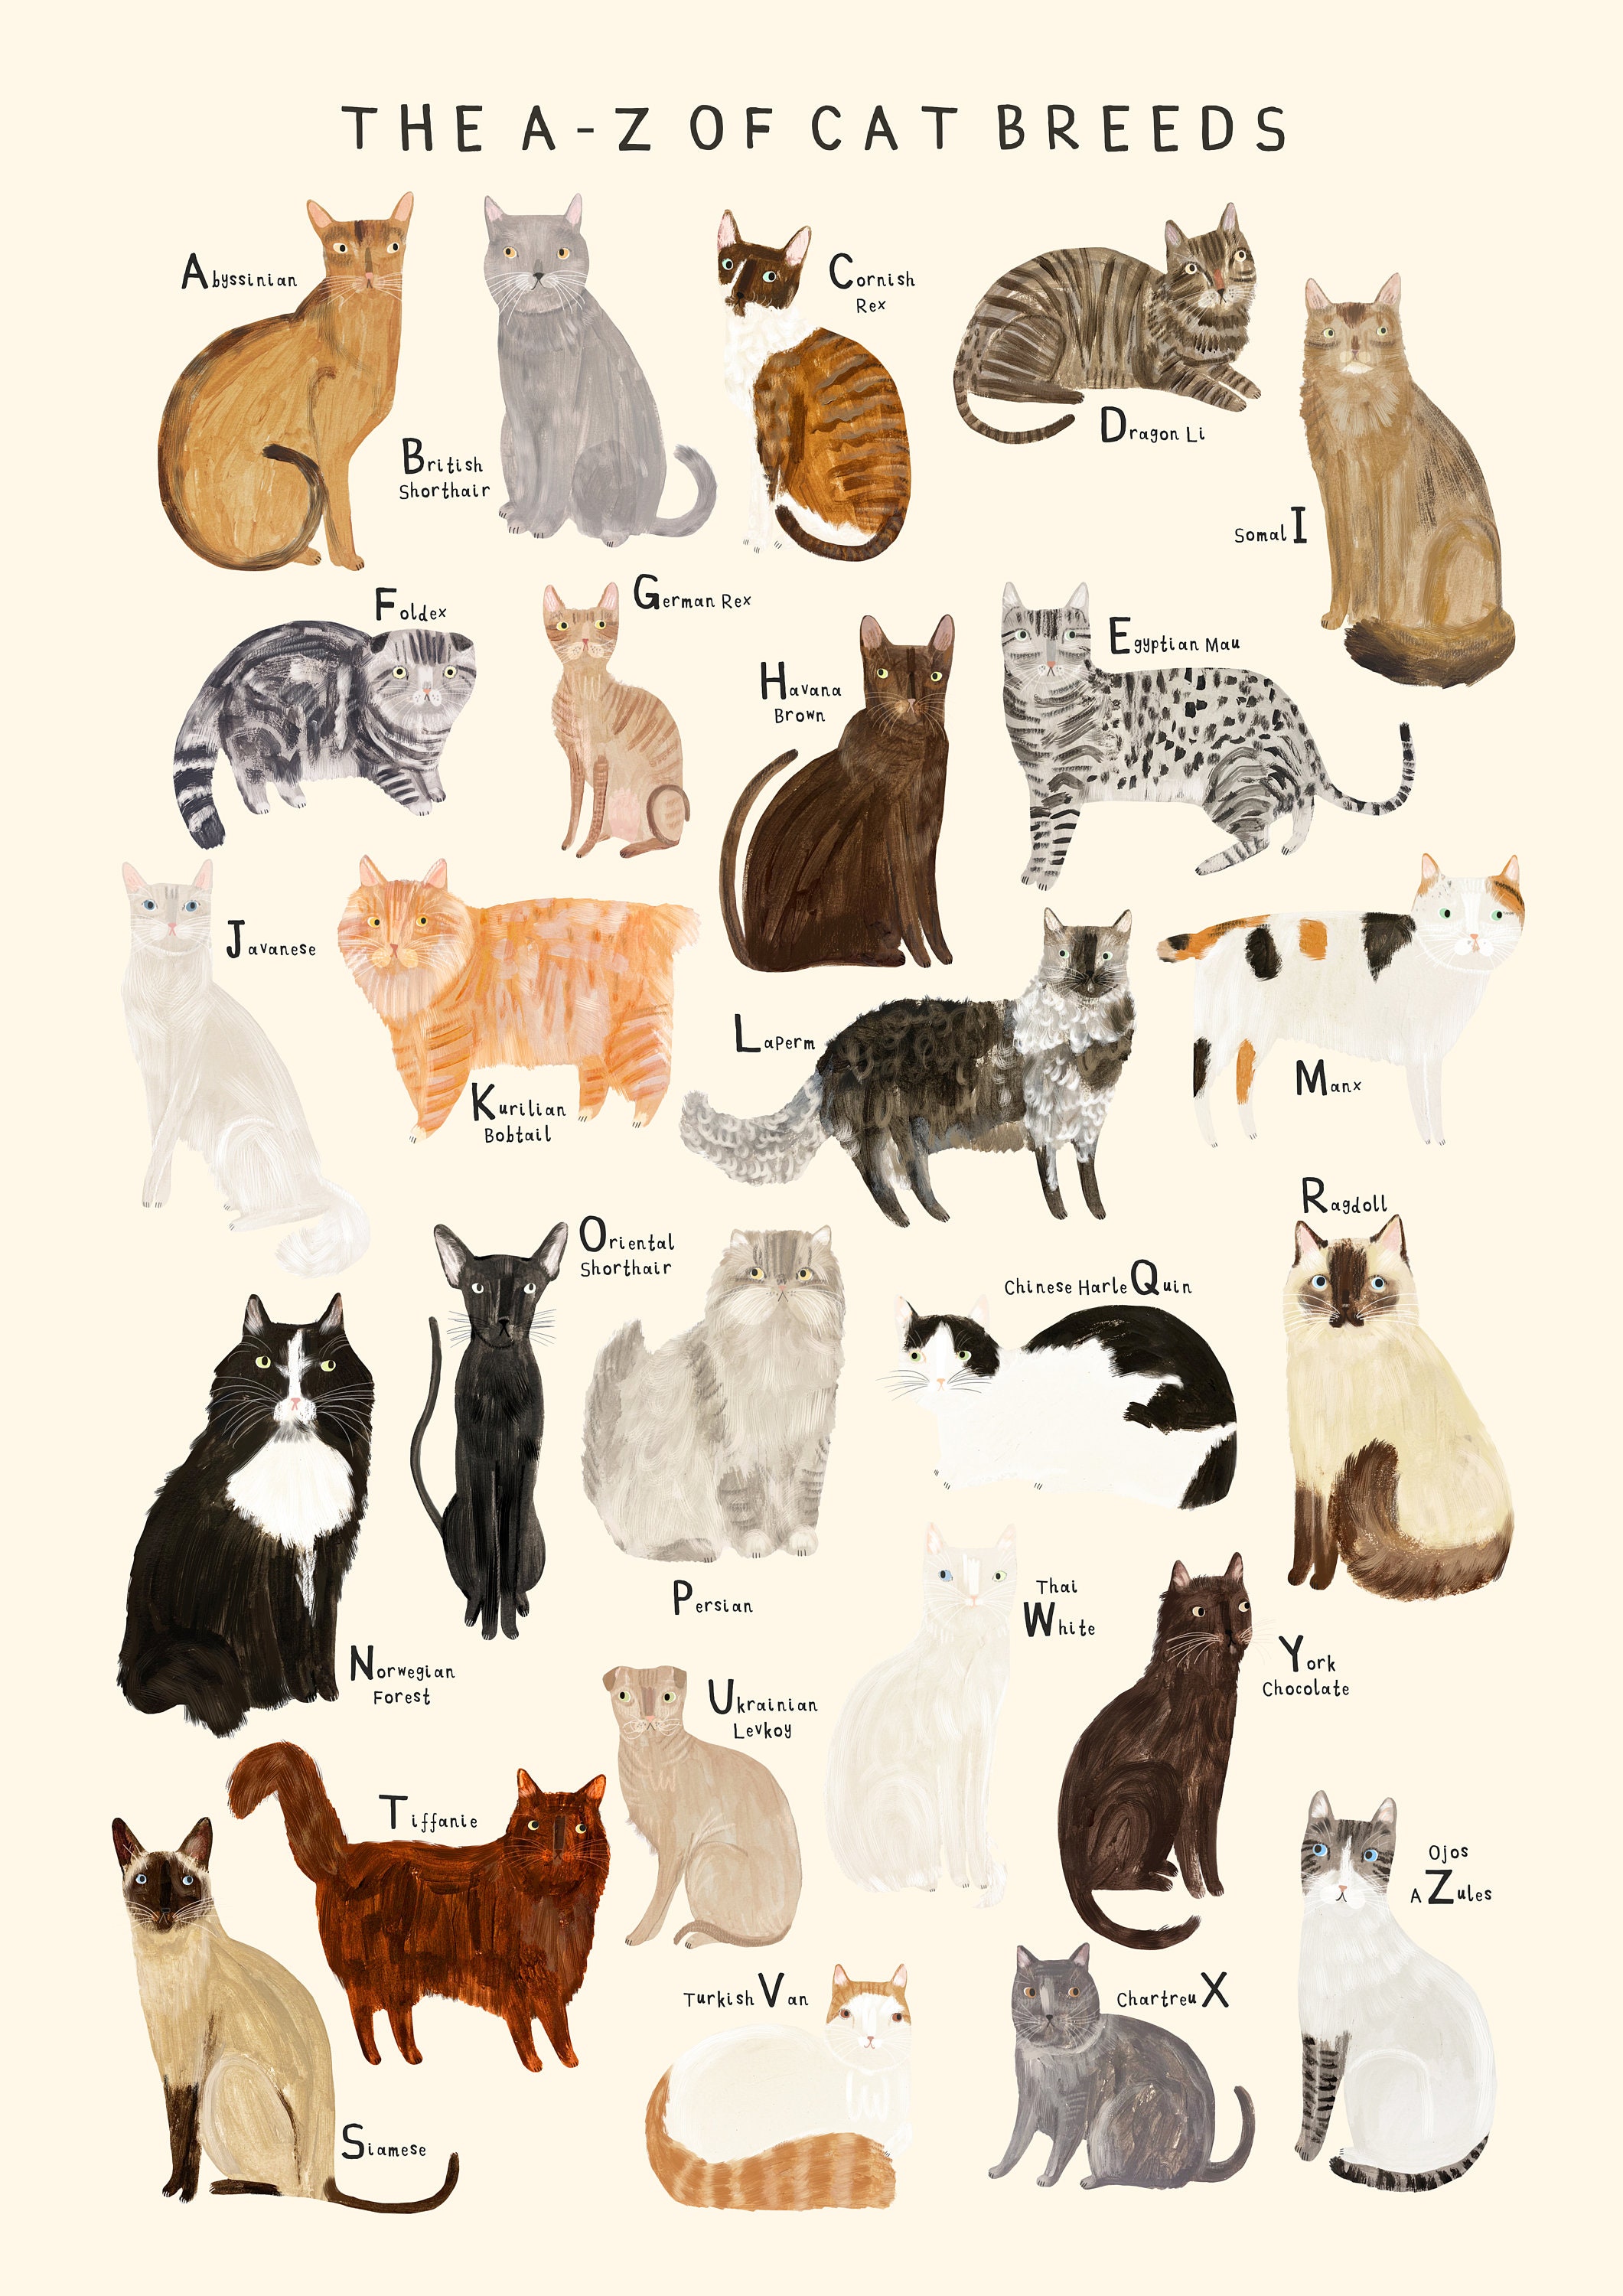 THE A-Z OF CAT BREEDS
Abyssinian
British
Shorthair
Cornish
Rex
Dragon Li
SomalI
Foldex
German Rex
Havana
Brown
Egyptian Mau
Javanese
Kurilian
Bobtail
LaPerm
Manx
Norwegian
Forest
Oriental
Shorthair
Persian
Chinese HarleQuin
Ragdoll
Siamese
Tiffanie
Ukrainian
Levkoy
Turkish Van
Thai
White
ChartreuX
York
Chocolate
Ojos
A Zules